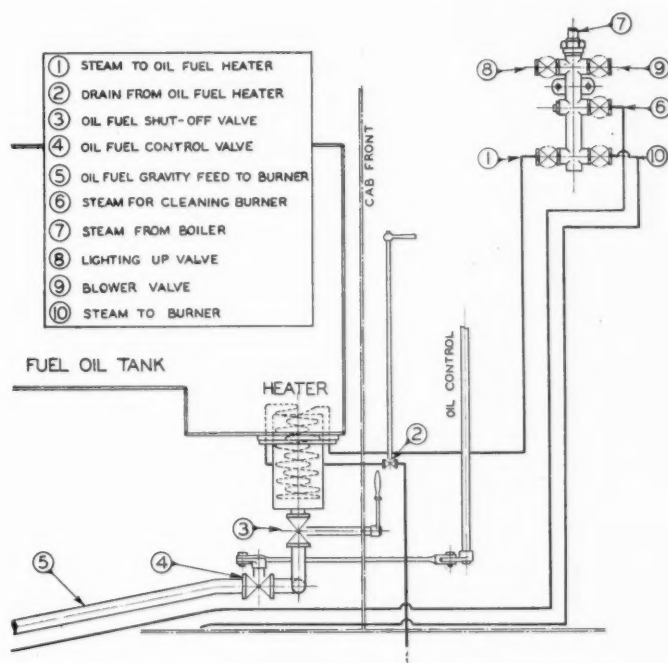 ① STEAM TO OIL FUEL HEATER
② DRAIN FROM OIL FUEL HEATER
③ OIL FUEL SHUT-OFF VALVE
④ OIL FUEL CONTROL VALVE
⑤ OIL FUEL GRAVITY FEED TO BURNER
⑥ STEAM FOR CLEANING BURNER
⑦ STEAM FROM BOILER
⑧ LIGHTING UP VALVE
⑨ BLOWER VALVE
⑩ STEAM TO BURNER
⑦
⑧
⑨
⑥
①
⑩
CAB FRONT
FUEL OIL TANK
HEATER
OIL CONTROL
②
③
④
⑤